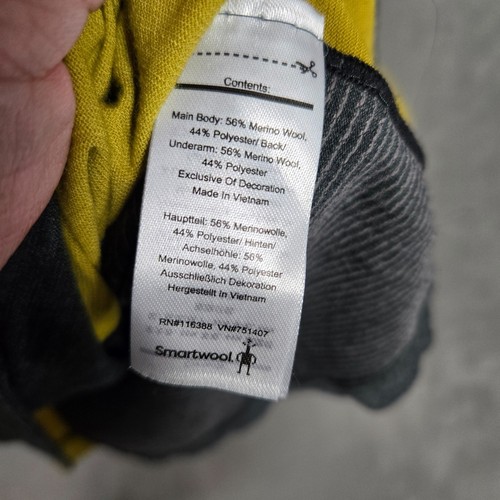 Contents:
Main Body: 56% Merino Wool,
44% Polyester/ Back/
Underarm: 56% Merino Wool,
44% Polyester
Exclusive Of Decoration
Made In Vietnam
Hauptteil: 56% Merinowolle,
44% Polyester/ Hinten/
Achselhöhle: 56%
Merinowolle, 44% Polyester
Ausschließlich Dekoration
Hergestellt In Vietnam
RN#116388 VN#751407
Smartwool